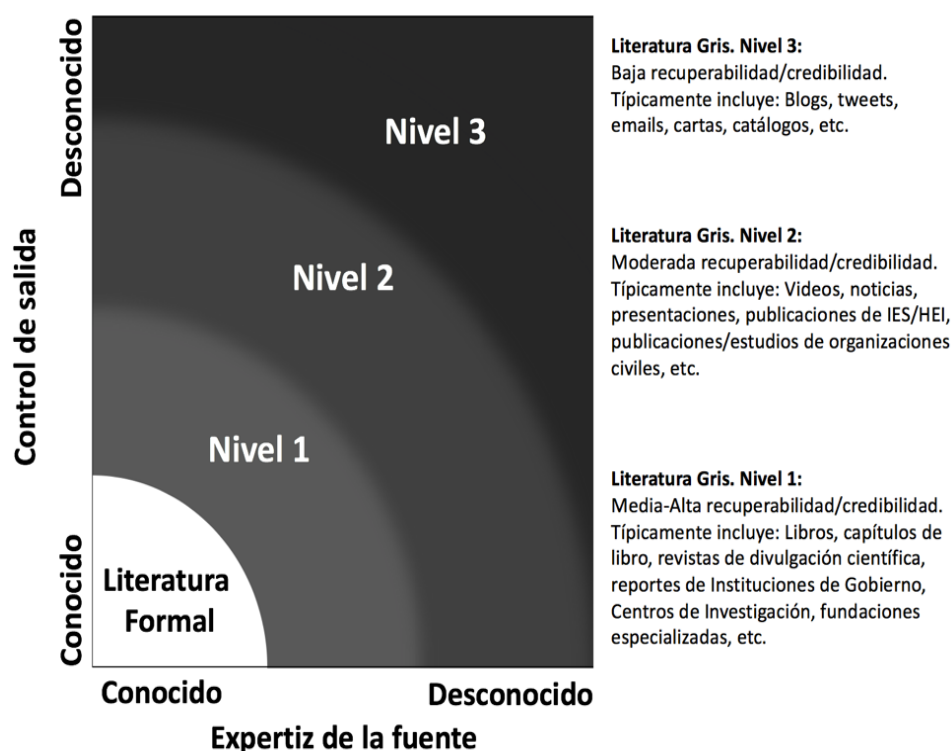 Desconocido
Control de salida
Conocido
Nivel 3
Nivel 2
Nivel 1
Literatura
Formal
Conocido
Desconocido
Expertiz de la fuente
Literatura Gris. Nivel 3:
Baja recuperabilidad/credibilidad.
Típicamente incluye: Blogs, tweets,
emails, cartas, catálogos, etc.
Literatura Gris. Nivel 2:
Moderada recuperabilidad/credibilidad.
Típicamente incluye: Videos, noticias,
presentaciones, publicaciones de IES/HEI,
publicaciones/estudios de organizaciones
civiles, etc.
Literatura Gris. Nivel 1:
Media-Alta recuperabilidad/credibilidad.
Típicamente incluye: Libros, capítulos de
libro, revistas de divulgación científica,
reportes de Instituciones de Gobierno,
Centros de Investigación, fundaciones
especializadas, etc.